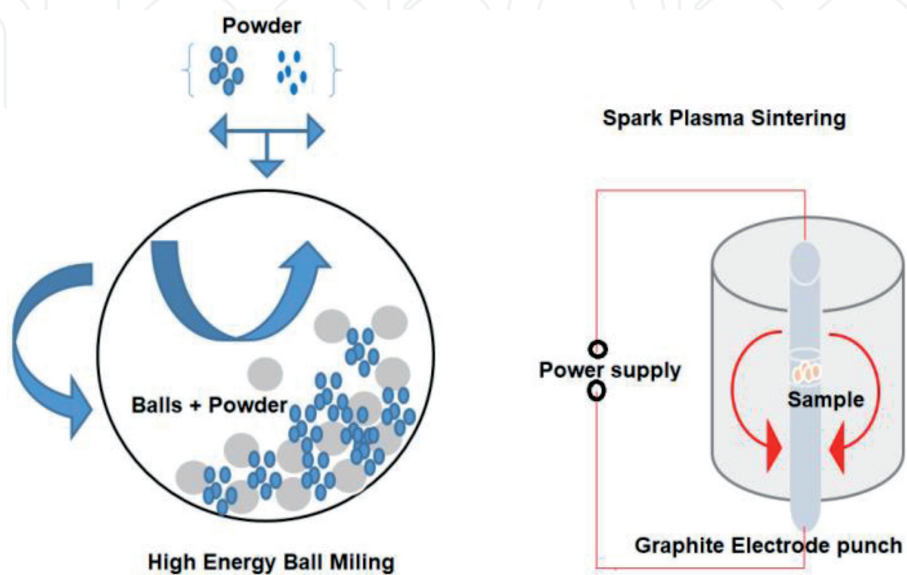 Powder
Balls + Powder
High Energy Ball Miling
Spark Plasma Sintering
Power supply
Sample
Graphite Electrode punch